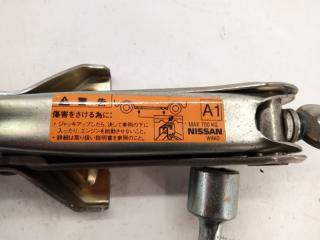 警告
傷害をさける為に:
・ジャッキアップしたら、決して車両の下に
入ったり、エンジンを始動させないこと。
・詳細は取り扱い説明書を参照のこと。
A1
MAX 700 KG
NISSAN